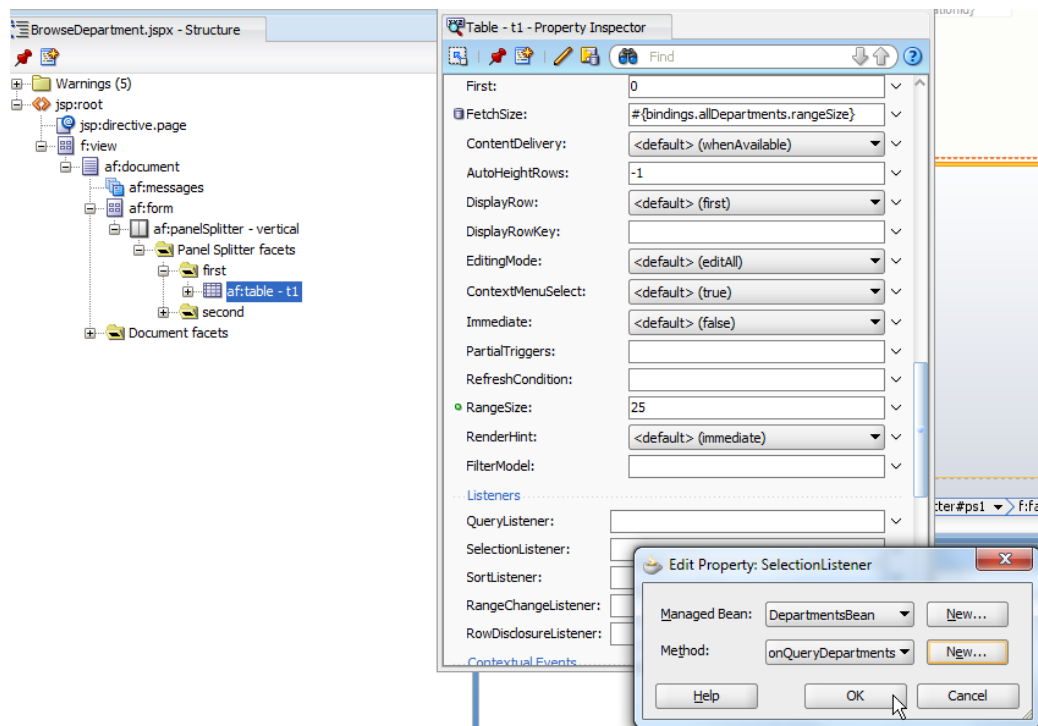 BrowseDepartment.jspx - Structure
Warnings (5)
jsp:root
jsp:directive.page
f:view
af:document
af:messages
af:form
af:panelSplitter - vertical
Panel Splitter facets
first
af:table - t1
second
Document facets
Table - t1 - Property Inspector
Find
First: 0
FetchSize: #{bindings.allDepartments.rangeSize}
ContentDelivery: <default> (whenAvailable)
AutoHeightRows: -1
DisplayRow: <default> (first)
DisplayRowKey:
EditingMode: <default> (editAll)
ContextMenuSelect: <default> (true)
Immediate: <default> (false)
PartialTriggers:
RefreshCondition:
RangeSize: 25
RenderHint: <default> (immediate)
FilterModel:
Listeners
QueryListener:
SelectionListener:
SortListener:
RangeChangeListener:
RowDisclosureListener:
Contextual Events
tter#ps1
Edit Property: SelectionListener
Managed Bean: DepartmentsBean New...
Method: onQueryDepartments New...
Help OK Cancel